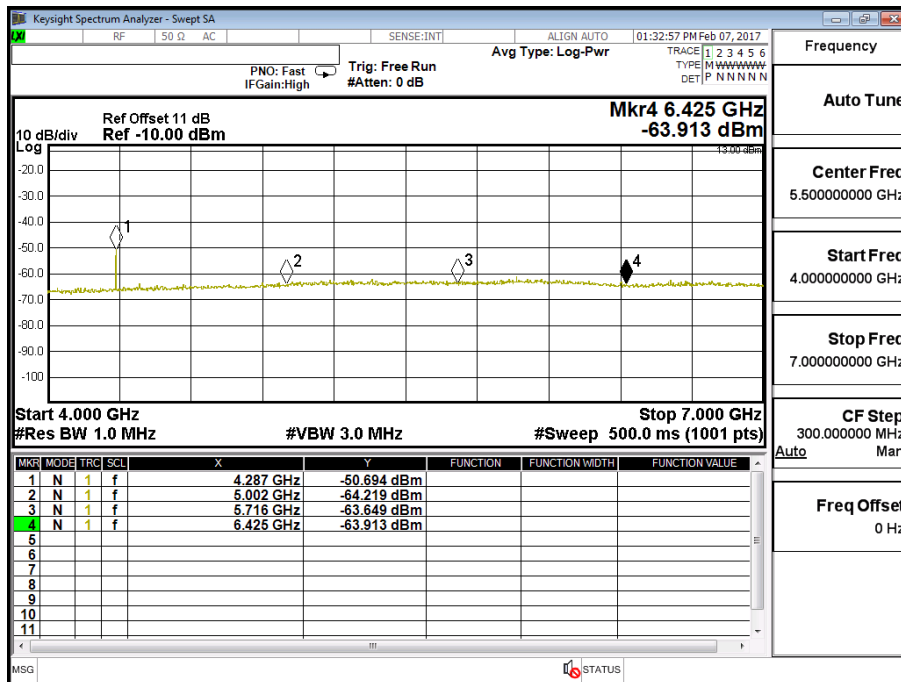 Keysight Spectrum Analyzer - Swept SA
LXI RF 50 Ω AC SENSE:INT ALIGN AUTO 01:32:57 PM Feb 07, 2017
Avg Type: Log-Pwr
TRACE 1 2 3 4 5 6
TYPE M WWWWW
DET P N N N N N
PNO: Fast
IFGain:High
Trig: Free Run
#Atten: 0 dB
Mkr4 6.425 GHz
-63.913 dBm
Ref Offset 11 dB
10 dB/div Ref -10.00 dBm
Log
-13.00 dBm
-20.0
-30.0
-40.0
1
-50.0
2 3 4
-60.0
-70.0
-80.0
-90.0
-100
Start 4.000 GHz Stop 7.000 GHz
#Res BW 1.0 MHz #VBW 3.0 MHz #Sweep 500.0 ms (1001 pts)
MKR MODE TRC SCL X Y FUNCTION FUNCTION WIDTH FUNCTION VALUE
1 N 1 f 4.287 GHz -50.694 dBm
2 N 1 f 5.002 GHz -64.219 dBm
3 N 1 f 5.716 GHz -63.649 dBm
4 N 1 f 6.425 GHz -63.913 dBm
5
6
7
8
9
10
11
MSG STATUS
Frequency
Auto Tune
Center Freq
5.500000000 GHz
Start Freq
4.000000000 GHz
Stop Freq
7.000000000 GHz
CF Step
300.000000 MHz
Auto Man
Freq Offset
0 Hz